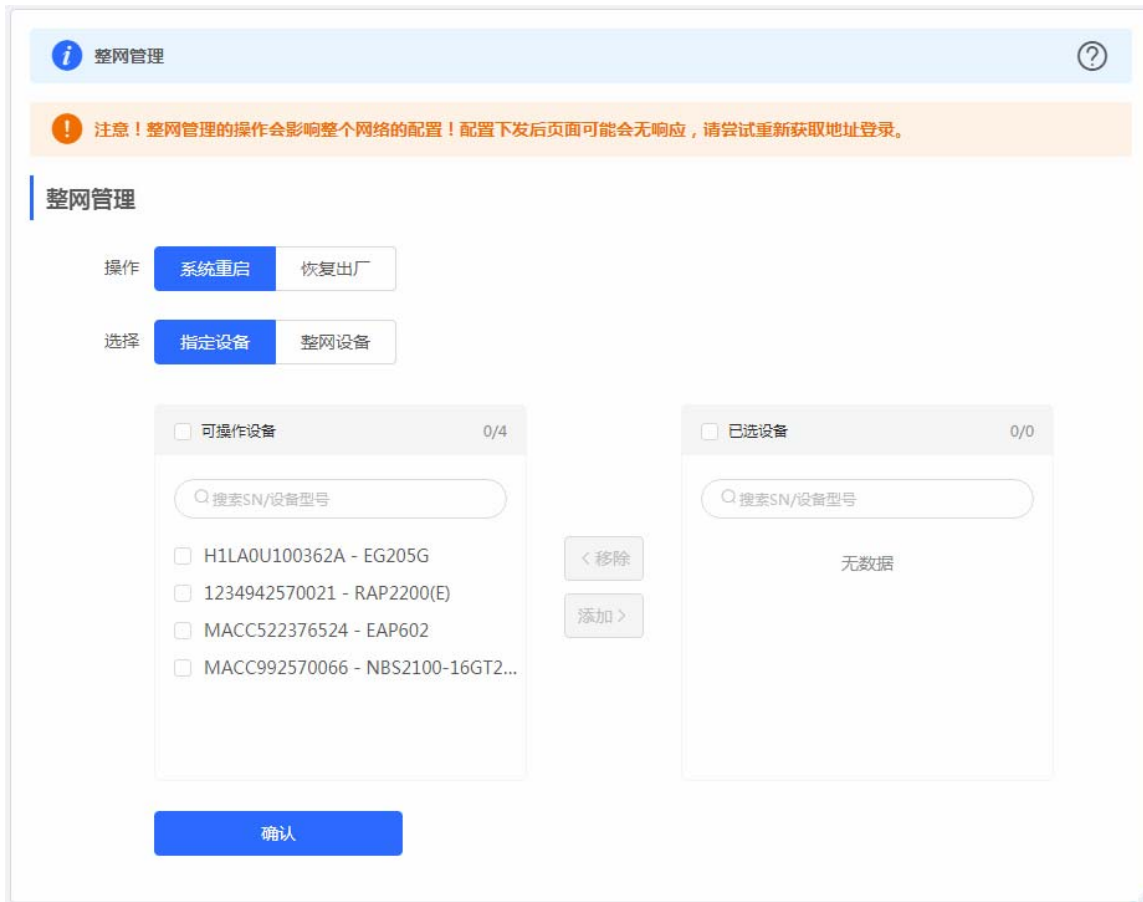 整网管理
注意！整网管理的操作会影响整个网络的配置！配置下发后页面可能会无响应，请尝试重新获取地址登录。
整网管理
操作 系统重启 恢复出厂
选择 指定设备 整网设备
可操作设备 0/4
搜索SN/设备型号
H1LA0U100362A - EG205G
1234942570021 - RAP2200(E)
MACC522376524 - EAP602
MACC992570066 - NBS2100-16GT2...
< 移除
添加 >
已选设备 0/0
搜索SN/设备型号
无数据
确认